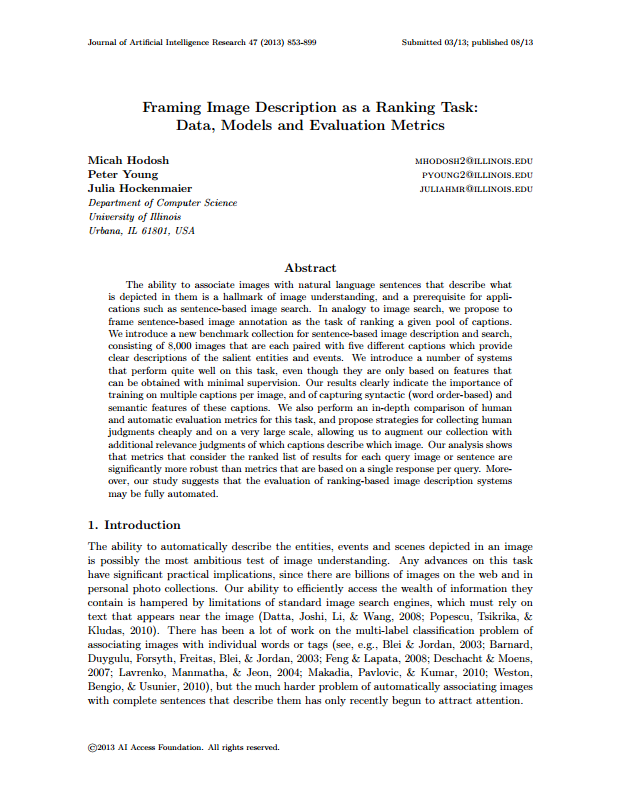 Journal of Artificial Intelligence Research 47 (2013) 853-899 Submitted 03/13; published 08/13
Framing Image Description as a Ranking Task:
Data, Models and Evaluation Metrics
Micah Hodosh MHODOSH2@ILLINOIS.EDU
Peter Young PYOUNG2@ILLINOIS.EDU
Julia Hockenmaier JULIAHMR@ILLINOIS.EDU
Department of Computer Science
University of Illinois
Urbana, IL 61801, USA
Abstract
The ability to associate images with natural language sentences that describe what
is depicted in them is a hallmark of image understanding, and a prerequisite for appli-
cations such as sentence-based image search. In analogy to image search, we propose to
frame sentence-based image annotation as the task of ranking a given pool of captions.
We introduce a new benchmark collection for sentence-based image description and search,
consisting of 8,000 images that are each paired with five different captions which provide
clear descriptions of the salient entities and events. We introduce a number of systems
that perform quite well on this task, even though they are only based on features that
can be obtained with minimal supervision. Our results clearly indicate the importance of
training on multiple captions per image, and of capturing syntactic (word order-based) and
semantic features of these captions. We also perform an in-depth comparison of human
and automatic evaluation metrics for this task, and propose strategies for collecting human
judgments cheaply and on a very large scale, allowing us to augment our collection with
additional relevance judgments of which captions describe which image. Our analysis shows
that metrics that consider the ranked list of results for each query image or sentence are
significantly more robust than metrics that are based on a single response per query. More-
over, our study suggests that the evaluation of ranking-based image description systems
may be fully automated.
1. Introduction
The ability to automatically describe the entities, events and scenes depicted in an image
is possibly the most ambitious test of image understanding. Any advances on this task
have significant practical implications, since there are billions of images on the web and in
personal photo collections. Our ability to efficiently access the wealth of information they
contain is hampered by limitations of standard image search engines, which must rely on
text that appears near the image (Datta, Joshi, Li, & Wang, 2008; Popescu, Tsikrika, &
Kludas, 2010). There has been a lot of work on the multi-label classification problem of
associating images with individual words or tags (see, e.g., Blei & Jordan, 2003; Barnard,
Duygulu, Forsyth, Freitas, Blei, & Jordan, 2003; Feng & Lapata, 2008; Deschacht & Moens,
2007; Lavrenko, Manmatha, & Jeon, 2004; Makadia, Pavlovic, & Kumar, 2010; Weston,
Bengio, & Usunier, 2010), but the much harder problem of automatically associating images
with complete sentences that describe them has only recently begun to attract attention.
©2013 AI Access Foundation. All rights reserved.